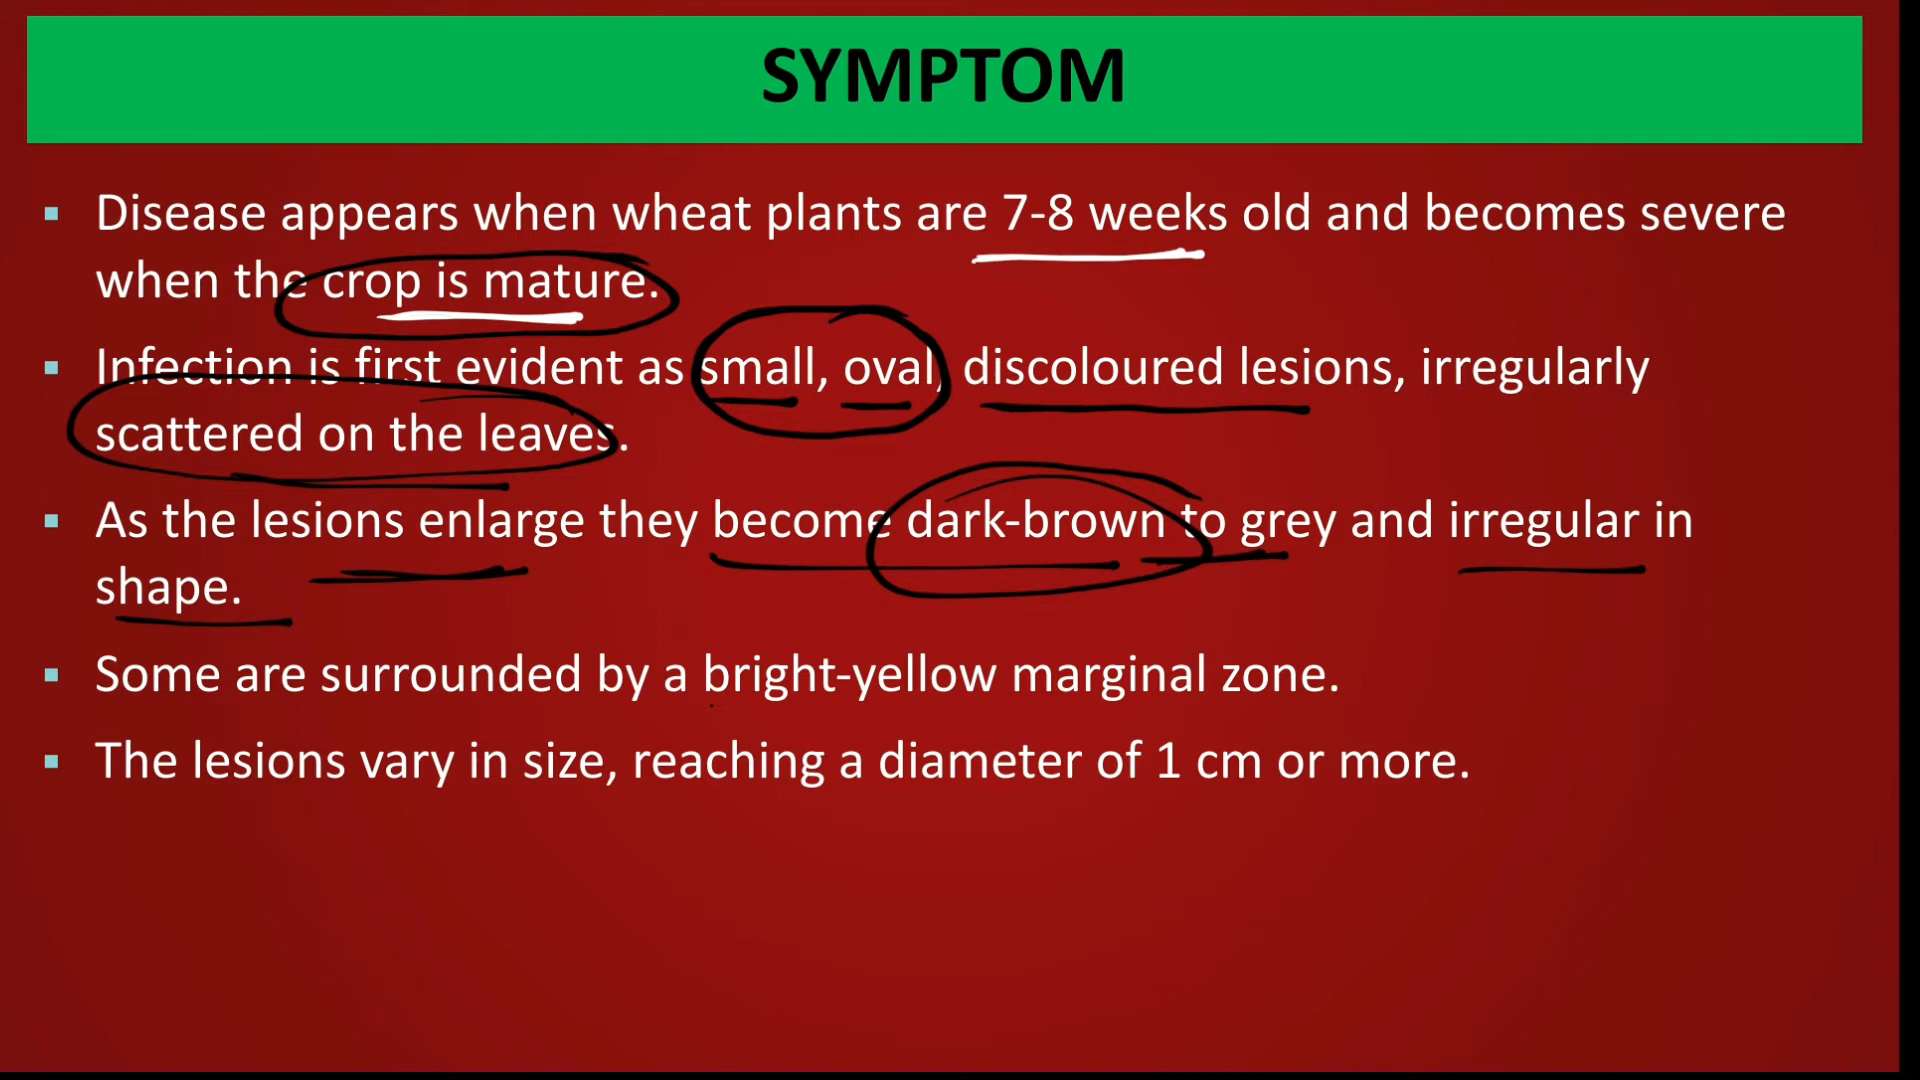 SYMPTOM
Disease appears when wheat plants are 7-8 weeks old and becomes severe
when the crop is mature.
Infection is first evident as small, oval, discoloured lesions, irregularly
scattered on the leaves.
As the lesions enlarge they become dark-brown to grey and irregular in
shape.
Some are surrounded by a bright-yellow marginal zone.
The lesions vary in size, reaching a diameter of 1 cm or more.